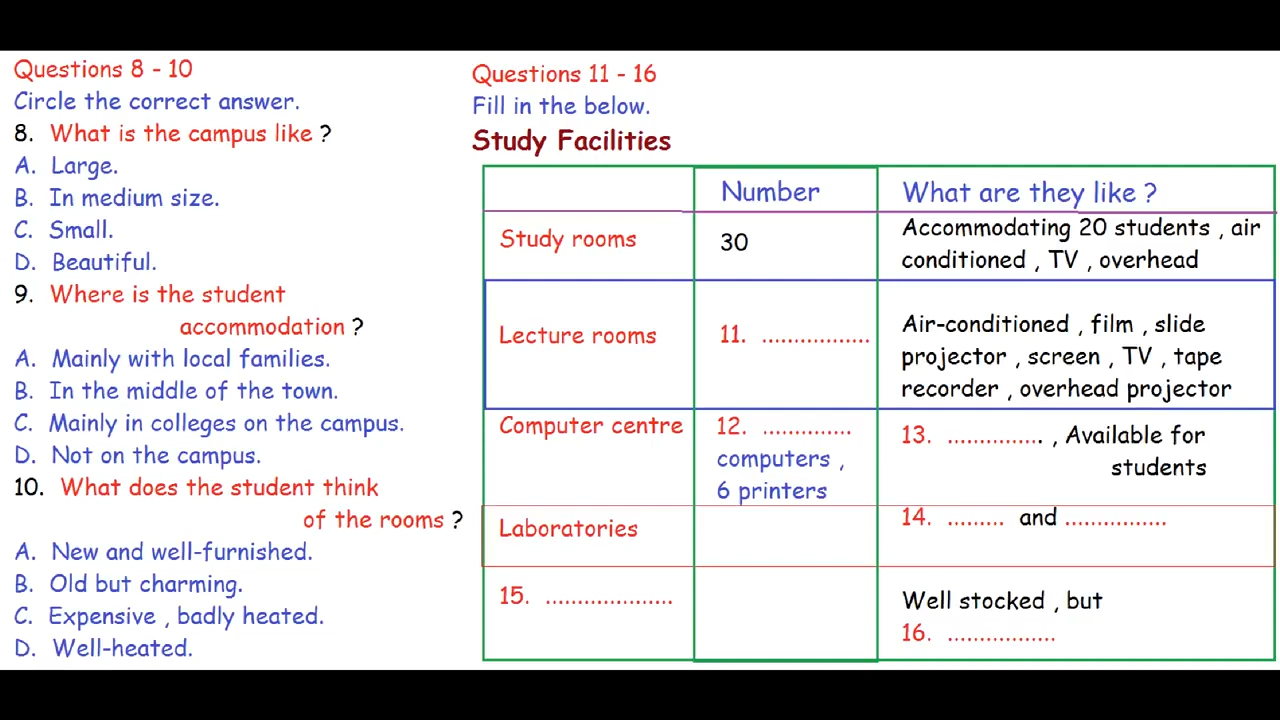 Questions 8 - 10
Circle the correct answer.
8. What is the campus like ?
A. Large.
B. In medium size.
C. Small.
D. Beautiful.
9. Where is the student
accommodation ?
A. Mainly with local families.
B. In the middle of the town.
C. Mainly in colleges on the campus.
D. Not on the campus.
10. What does the student think
of the rooms ?
A. New and well-furnished.
B. Old but charming.
C. Expensive , badly heated.
D. Well-heated.
Questions 11 - 16
Fill in the below.
Study Facilities
Number
What are they like ?
Study rooms
30
Accommodating 20 students , air
conditioned , TV , overhead
Lecture rooms
11. .................
Air-conditioned , film , slide
projector , screen , TV , tape
recorder , overhead projector
Computer centre
12. ..............
computers ,
6 printers
13. ............... , Available for
students
Laboratories
14. ......... and ................
15. .....................
Well stocked , but
16. .................